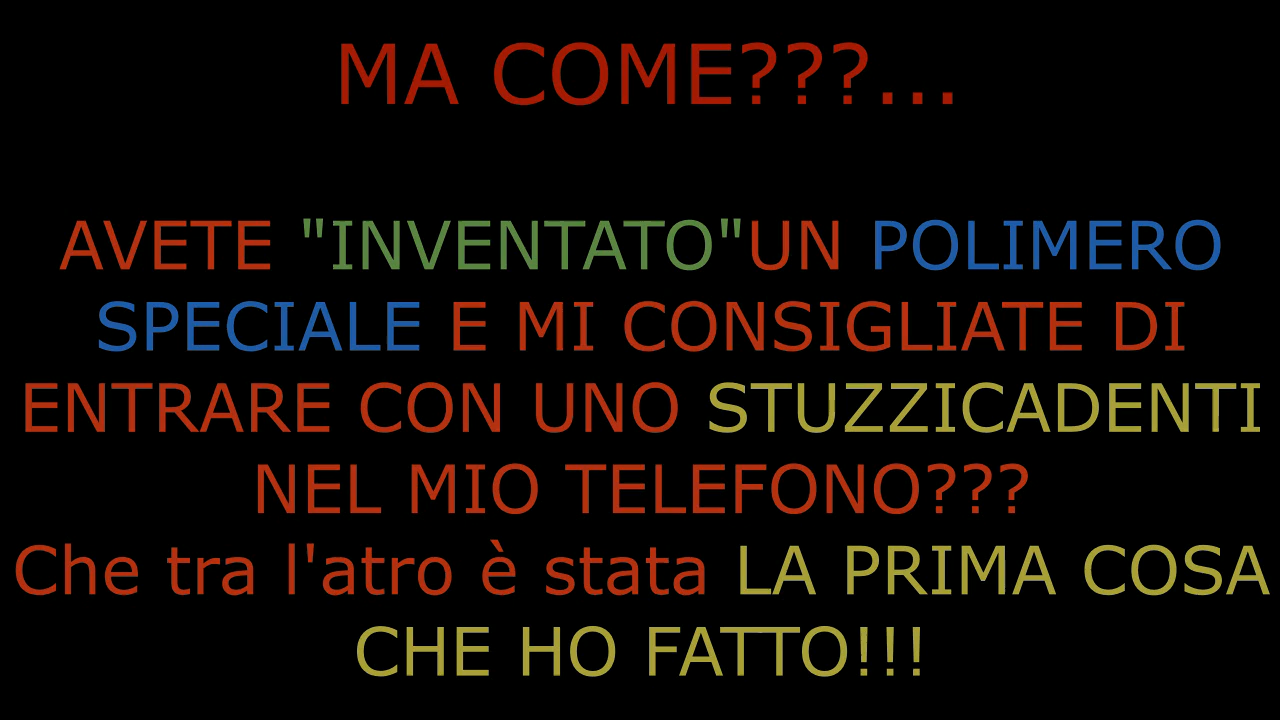 MA COME???...
AVETE "INVENTATO"UN POLIMERO
SPECIALE E MI CONSIGLIATE DI
ENTRARE CON UNO STUZZICADENTI
NEL MIO TELEFONO???
Che tra l'atro è stata LA PRIMA COSA
CHE HO FATTO!!!